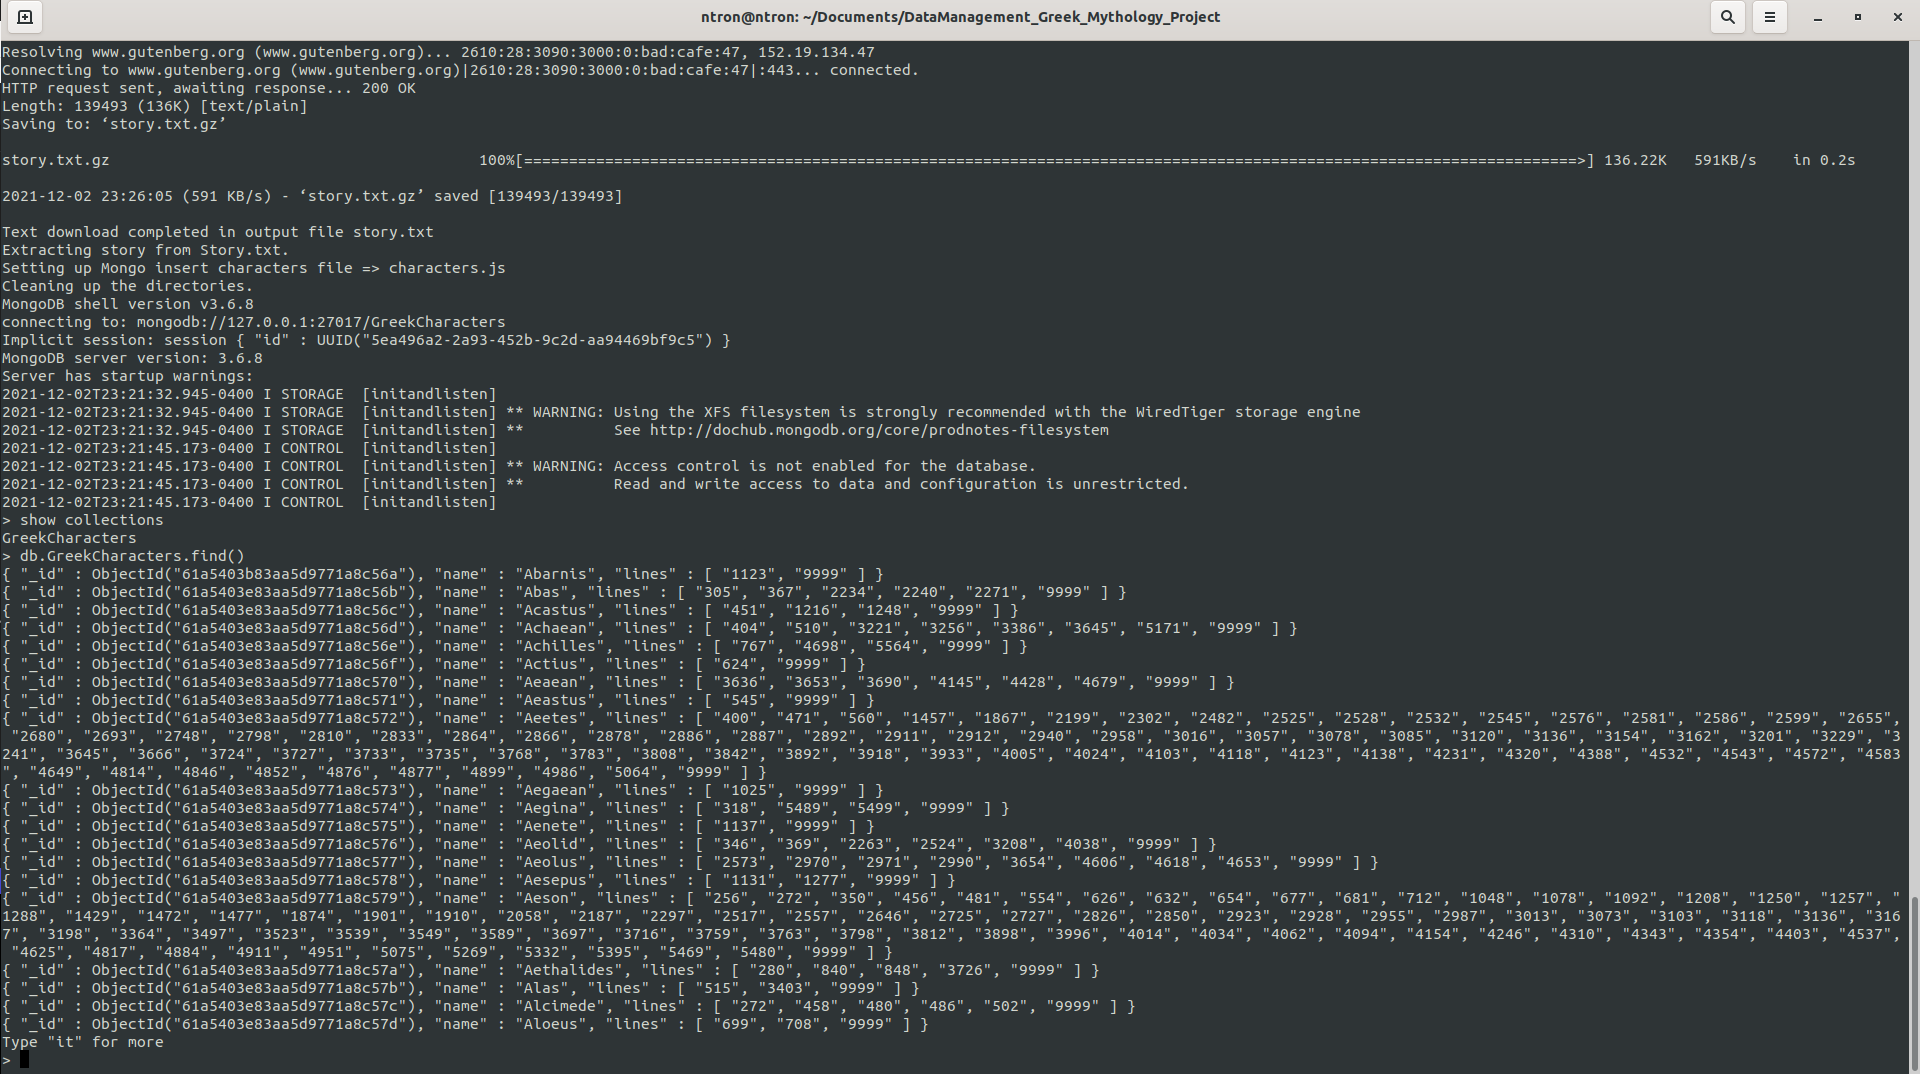 ntron@ntron: ~/Documents/DataManagement_Greek_Mythology_Project
Resolving www.gutenberg.org (www.gutenberg.org)... 2610:28:3090:3000:0:bad:cafe:47, 152.19.134.47
Connecting to www.gutenberg.org (www.gutenberg.org)|2610:28:3090:3000:0:bad:cafe:47|:443... connected.
HTTP request sent, awaiting response... 200 OK
Length: 139493 (136K) [text/plain]
Saving to: ‘story.txt.gz’
story.txt.gz 100%[=====================================================================================================================>] 136.22K 591KB/s in 0.2s
2021-12-02 23:26:05 (591 KB/s) - ‘story.txt.gz’ saved [139493/139493]
Text download completed in output file story.txt
Extracting story from Story.txt.
Setting up Mongo insert characters file => characters.js
Cleaning up the directories.
MongoDB shell version v3.6.8
connecting to: mongodb://127.0.0.1:27017/GreekCharacters
Implicit session: session { "id" : UUID("5ea496a2-2a93-452b-9c2d-aa94469bf9c5") }
MongoDB server version: 3.6.8
Server has startup warnings:
2021-12-02T23:21:32.945-0400 I STORAGE  [initandlisten]
2021-12-02T23:21:32.945-0400 I STORAGE  [initandlisten] ** WARNING: Using the XFS filesystem is strongly recommended with the WiredTiger storage engine
2021-12-02T23:21:32.945-0400 I STORAGE  [initandlisten] **          See http://dochub.mongodb.org/core/prodnotes-filesystem
2021-12-02T23:21:45.173-0400 I CONTROL  [initandlisten]
2021-12-02T23:21:45.173-0400 I CONTROL  [initandlisten] ** WARNING: Access control is not enabled for the database.
2021-12-02T23:21:45.173-0400 I CONTROL  [initandlisten] **          Read and write access to data and configuration is unrestricted.
2021-12-02T23:21:45.173-0400 I CONTROL  [initandlisten]
> show collections
GreekCharacters
> db.GreekCharacters.find()
{ "_id" : ObjectId("61a5403b83aa5d9771a8c56a"), "name" : "Abarnis", "lines" : [ "1123", "9999" ] }
{ "_id" : ObjectId("61a5403e83aa5d9771a8c56b"), "name" : "Abas", "lines" : [ "305", "367", "2234", "2240", "2271", "9999" ] }
{ "_id" : ObjectId("61a5403e83aa5d9771a8c56c"), "name" : "Acastus", "lines" : [ "451", "1216", "1248", "9999" ] }
{ "_id" : ObjectId("61a5403e83aa5d9771a8c56d"), "name" : "Achaean", "lines" : [ "404", "510", "3221", "3256", "3386", "3645", "5171", "9999" ] }
{ "_id" : ObjectId("61a5403e83aa5d9771a8c56e"), "name" : "Achilles", "lines" : [ "767", "4698", "5564", "9999" ] }
{ "_id" : ObjectId("61a5403e83aa5d9771a8c56f"), "name" : "Actius", "lines" : [ "624", "9999" ] }
{ "_id" : ObjectId("61a5403e83aa5d9771a8c570"), "name" : "Aeaean", "lines" : [ "3636", "3653", "3690", "4145", "4428", "4679", "9999" ] }
{ "_id" : ObjectId("61a5403e83aa5d9771a8c571"), "name" : "Aeastus", "lines" : [ "545", "9999" ] }
{ "_id" : ObjectId("61a5403e83aa5d9771a8c572"), "name" : "Aeetes", "lines" : [ "400", "471", "560", "1457", "1867", "2199", "2302", "2482", "2525", "2528", "2532", "2545", "2576", "2581", "2586", "2599", "2655",
 "2680", "2693", "2748", "2798", "2810", "2833", "2864", "2866", "2878", "2886", "2887", "2892", "2911", "2912", "2940", "2958", "3016", "3057", "3078", "3085", "3120", "3136", "3154", "3162", "3201", "3229", "3
241", "3645", "3666", "3724", "3727", "3733", "3735", "3768", "3783", "3808", "3842", "3892", "3918", "3933", "4005", "4024", "4103", "4118", "4123", "4138", "4231", "4320", "4388", "4532", "4543", "4572", "4583
", "4649", "4814", "4846", "4852", "4876", "4877", "4899", "4986", "5064", "9999" ] }
{ "_id" : ObjectId("61a5403e83aa5d9771a8c573"), "name" : "Aegaean", "lines" : [ "1025", "9999" ] }
{ "_id" : ObjectId("61a5403e83aa5d9771a8c574"), "name" : "Aegina", "lines" : [ "318", "5489", "5499", "9999" ] }
{ "_id" : ObjectId("61a5403e83aa5d9771a8c575"), "name" : "Aenete", "lines" : [ "1137", "9999" ] }
{ "_id" : ObjectId("61a5403e83aa5d9771a8c576"), "name" : "Aeolid", "lines" : [ "346", "369", "2263", "2524", "3208", "4038", "9999" ] }
{ "_id" : ObjectId("61a5403e83aa5d9771a8c577"), "name" : "Aeolus", "lines" : [ "2573", "2970", "2971", "2990", "3654", "4606", "4618", "4653", "9999" ] }
{ "_id" : ObjectId("61a5403e83aa5d9771a8c578"), "name" : "Aesepus", "lines" : [ "1131", "1277", "9999" ] }
{ "_id" : ObjectId("61a5403e83aa5d9771a8c579"), "name" : "Aeson", "lines" : [ "256", "272", "350", "456", "481", "554", "626", "632", "654", "677", "681", "712", "1048", "1078", "1092", "1208", "1250", "1257", "
1288", "1429", "1472", "1477", "1874", "1901", "1910", "2058", "2187", "2297", "2517", "2557", "2646", "2725", "2727", "2826", "2850", "2923", "2928", "2955", "2987", "3013", "3073", "3103", "3118", "3136", "316
7", "3198", "3364", "3497", "3523", "3539", "3549", "3589", "3697", "3716", "3759", "3763", "3798", "3812", "3898", "3996", "4014", "4034", "4062", "4094", "4154", "4246", "4310", "4343", "4354", "4403", "4537",
 "4625", "4817", "4884", "4911", "4951", "5075", "5269", "5332", "5395", "5469", "5480", "9999" ] }
{ "_id" : ObjectId("61a5403e83aa5d9771a8c57a"), "name" : "Aethalides", "lines" : [ "280", "840", "848", "3726", "9999" ] }
{ "_id" : ObjectId("61a5403e83aa5d9771a8c57b"), "name" : "Alas", "lines" : [ "515", "3403", "9999" ] }
{ "_id" : ObjectId("61a5403e83aa5d9771a8c57c"), "name" : "Alcimede", "lines" : [ "272", "458", "480", "486", "502", "9999" ] }
{ "_id" : ObjectId("61a5403e83aa5d9771a8c57d"), "name" : "Aloeus", "lines" : [ "699", "708", "9999" ] }
Type "it" for more
>